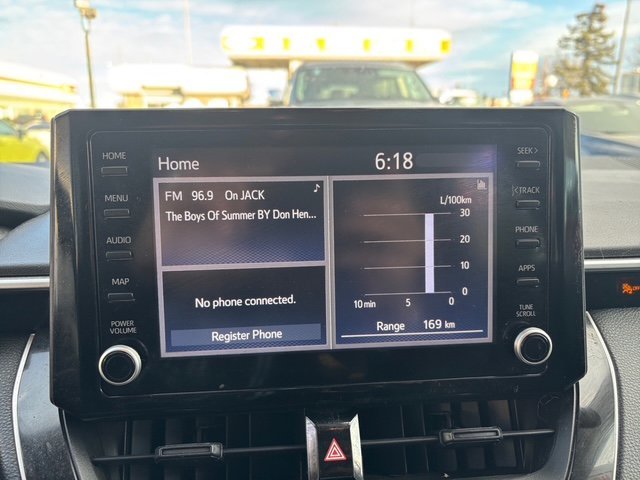 HOME
MENU
AUDIO
MAP
POWER
VOLUME
Home
6:18
FM 96.9 On JACK
The Boys Of Summer BY Don Hen...
No phone connected.
Register Phone
L/100km
30
20
10
0
10 min 5 0
Range 169 km
SEEK>
<TRACK
PHONE
APPS
TUNE
SCROLL